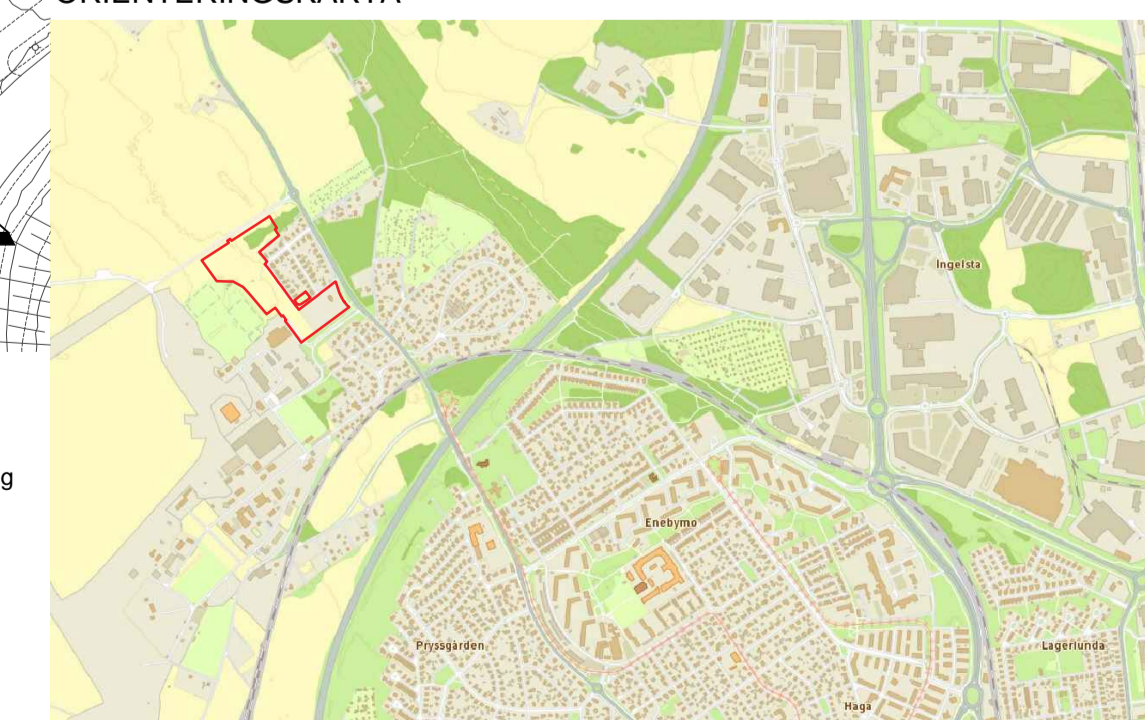 ORIENTERINGSKARTA
Ingelsta
g
Enebymo
Pryssgården
Lagerlunda
Haga